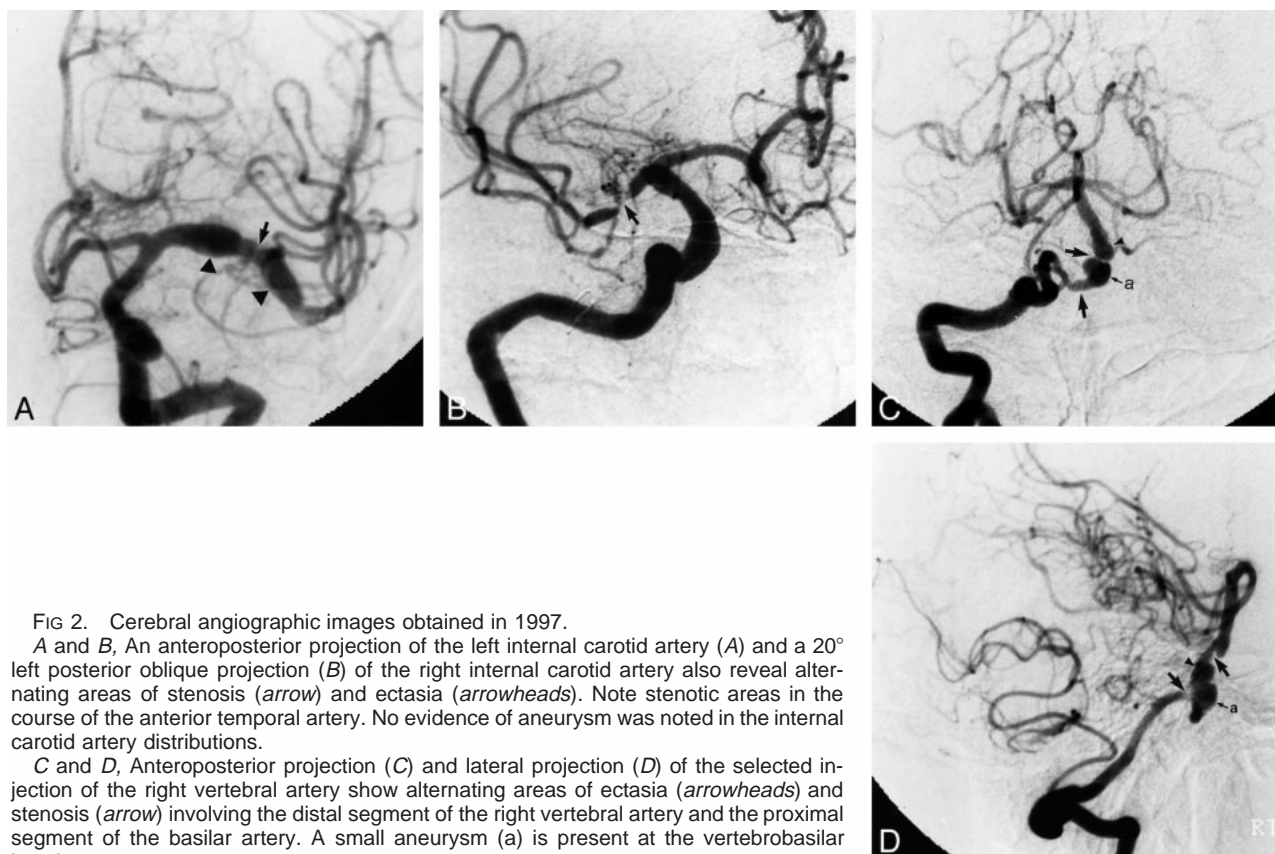 A
B
C
a
a
RT
D
FIG 2. Cerebral angiographic images obtained in 1997.
A and B, An anteroposterior projection of the left internal carotid artery (A) and a 20°
left posterior oblique projection (B) of the right internal carotid artery also reveal alter-
nating areas of stenosis (arrow) and ectasia (arrowheads). Note stenotic areas in the
course of the anterior temporal artery. No evidence of aneurysm was noted in the internal
carotid artery distributions.
C and D, Anteroposterior projection (C) and lateral projection (D) of the selected in-
jection of the right vertebral artery show alternating areas of ectasia (arrowheads) and
stenosis (arrow) involving the distal segment of the right vertebral artery and the proximal
segment of the basilar artery. A small aneurysm (a) is present at the vertebrobasilar